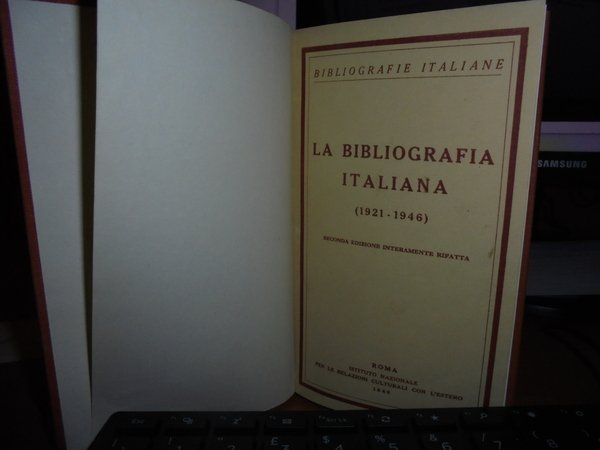 BIBLIOGRAFIE ITALIANE
LA BIBLIOGRAFIA
ITALIANA
(1921-1946)
SECONDA EDIZIONE INTERAMENTE RIFATTA
ROMA
ISTITUTO NAZIONALE
PER LE RELAZIONI CULTURALI CON L'ESTERO
1946
SAMSUNG